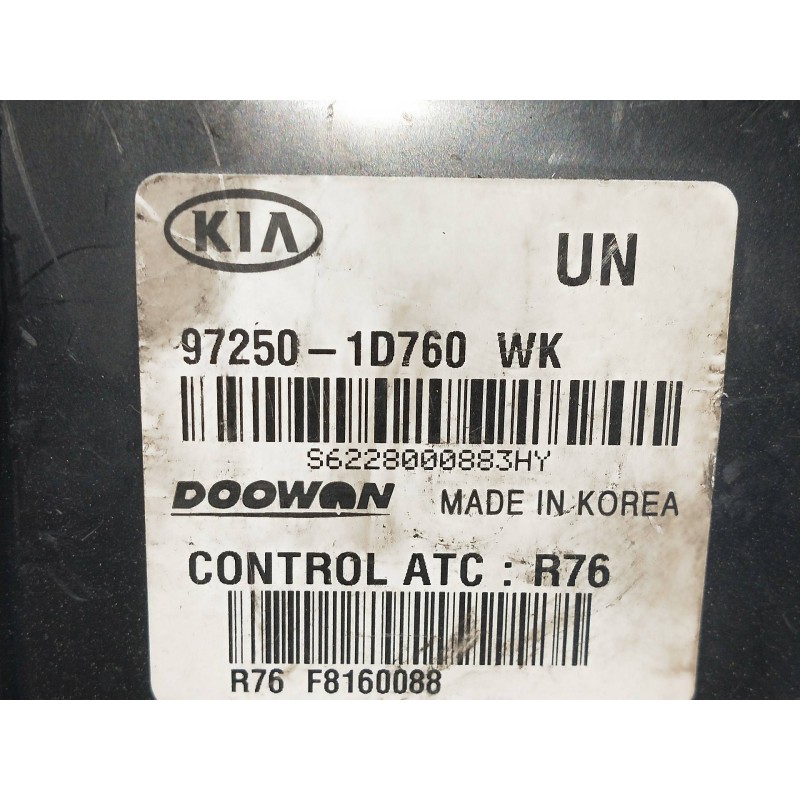 KIA UN
97250-1D760 WK
S6228000883HY
DOOWON MADE IN KOREA
CONTROL ATC : R76
R76 F8160088